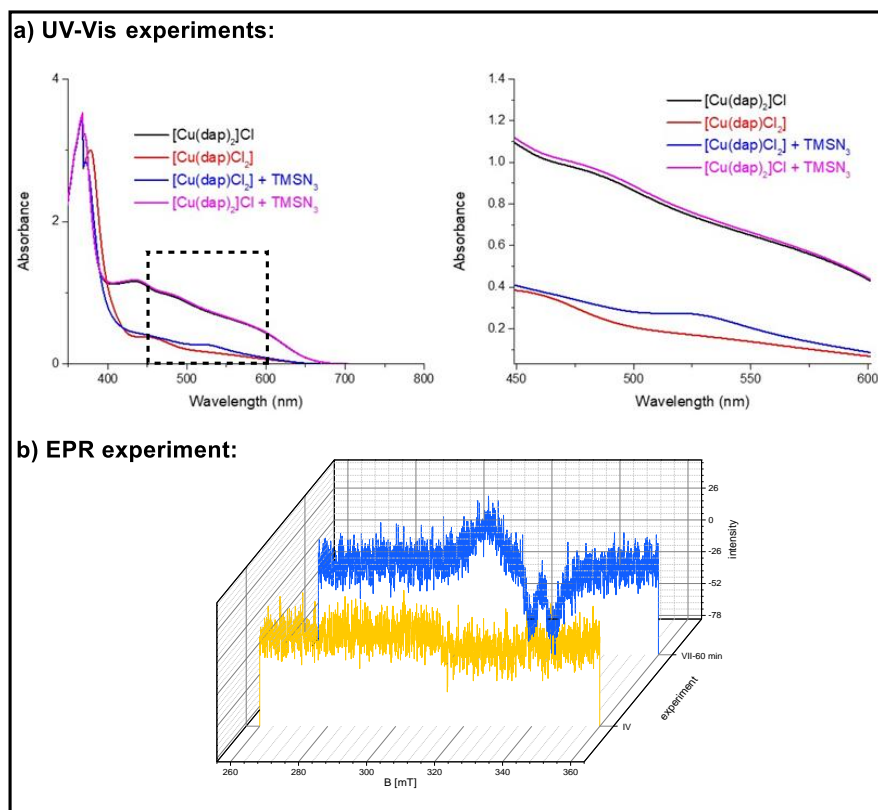 a) UV-Vis experiments:
4
2
0
Absorbance
[Cu(dap)₂]Cl
[Cu(dap)Cl₂]
[Cu(dap)Cl₂] + TMSN₃
[Cu(dap)₂]Cl + TMSN₃
400 500 600 700 800
Wavelength (nm)
1.4
1.2
1.0
0.8
0.6
0.4
0.2
Absorbance
[Cu(dap)₂]Cl
[Cu(dap)Cl₂]
[Cu(dap)Cl₂] + TMSN₃
[Cu(dap)₂]Cl + TMSN₃
450 500 550 600
Wavelength (nm)
b) EPR experiment:
26
0
-26
-52
-78
intensity
VII-60 min
IV
experiment
260 280 300 320 340 360
B [mT]